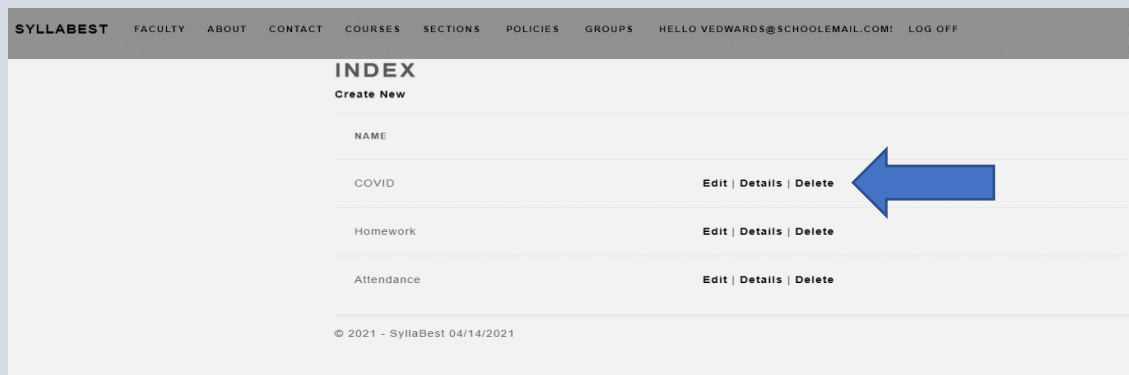 SYLLABEST FACULTY ABOUT CONTACT COURSES SECTIONS POLICIES GROUPS HELLO VEDWARDS@SCHOOLEMAIL.COM! LOG OFF
INDEX
Create New
NAME
COVID Edit | Details | Delete
Homework Edit | Details | Delete
Attendance Edit | Details | Delete
© 2021 - SyllaBest 04/14/2021